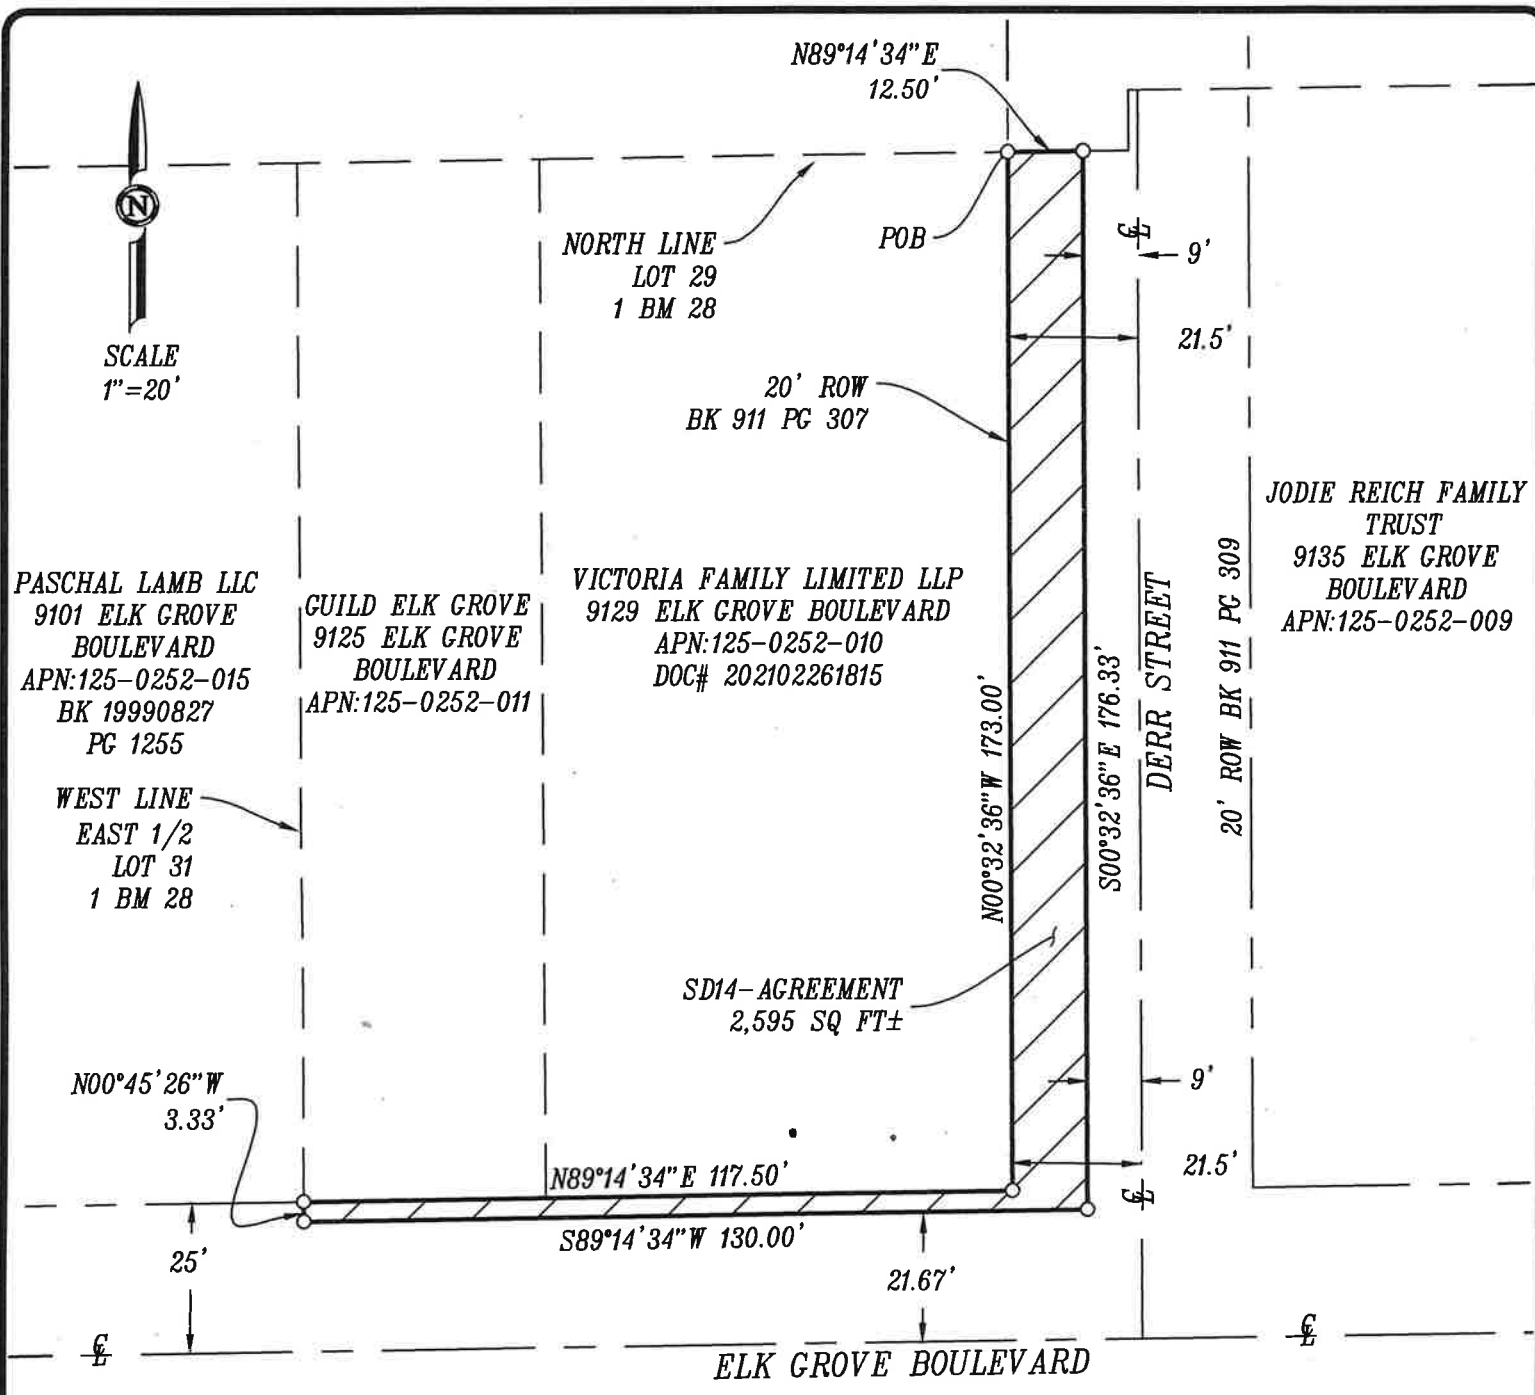 N89°14'34"E
12.50'
N
SCALE
1"=20'
NORTH LINE
LOT 29
1 BM 28
POB
℄
9'
21.5'
20' ROW
BK 911 PG 307
JODIE REICH FAMILY
TRUST
9135 ELK GROVE
BOULEVARD
APN:125-0252-009
PASCHAL LAMB LLC
9101 ELK GROVE
BOULEVARD
APN:125-0252-015
BK 19990827
PG 1255
GUILD ELK GROVE
9125 ELK GROVE
BOULEVARD
APN:125-0252-011
VICTORIA FAMILY LIMITED LLP
9129 ELK GROVE BOULEVARD
APN:125-0252-010
DOC# 202102261815
N00°32'36"W 173.00'
S00°32'36"E 176.33'
DERR STREET
20' ROW BK 911 PG 309
WEST LINE
EAST 1/2
LOT 31
1 BM 28
SD14-AGREEMENT
2,595 SQ FT±
N00°45'26"W
3.33'
9'
21.5'
℄
N89°14'34"E 117.50'
S89°14'34"W 130.00'
25'
21.67'
℄
℄
ELK GROVE BOULEVARD